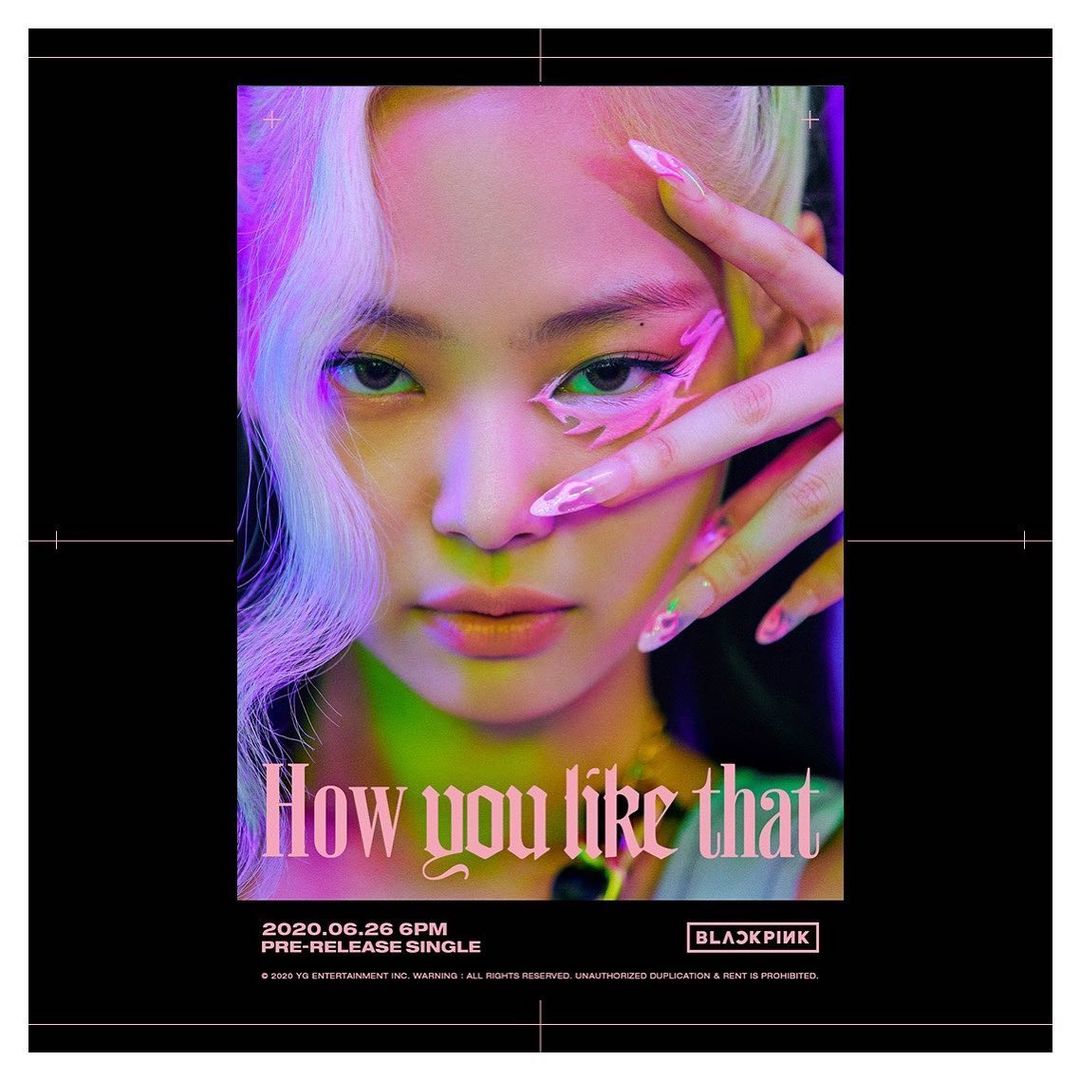 How you like that
2020.06.26 6PM
PRE-RELEASE SINGLE
BLACKPINK
© 2020 YG ENTERTAINMENT INC. WARNING : ALL RIGHTS RESERVED. UNAUTHORIZED DUPLICATION & RENT IS PROHIBITED.